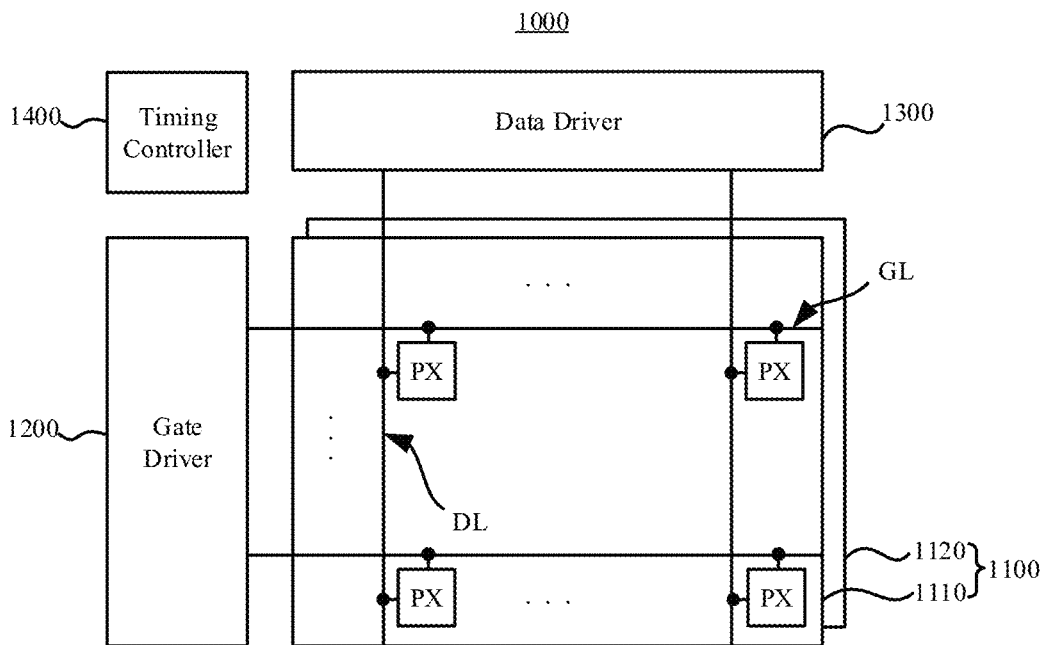 1000
1400
Timing
Controller
Data Driver
1300
. . .
GL
PX
PX
1200
Gate
Driver
. . .
DL
1120
1110
1100
PX
. . .
PX